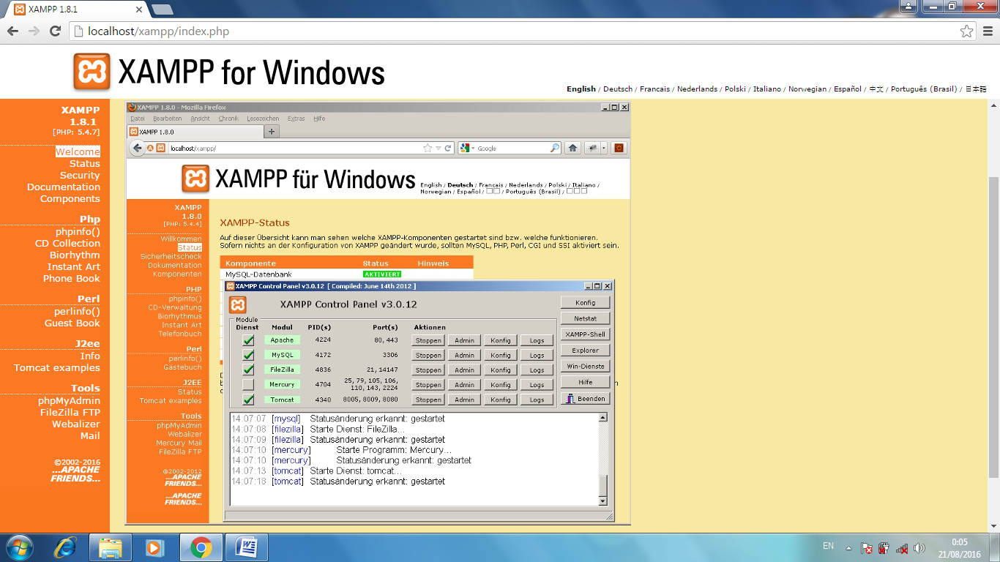 XAMPP 1.8.1
localhost/xampp/index.php
XAMPP for Windows
English / Deutsch / Francais / Nederlands / Polski / Italiano / Norwegian / Español / 中文 / Português (Brasil) / 日本語
XAMPP
1.8.1
[PHP: 5.4.7]
Welcome
Status
Security
Documentation
Components
Php
phpinfo()
CD Collection
Biorhythm
Instant Art
Phone Book
Perl
perlinfo()
Guest Book
J2ee
Info
Tomcat examples
Tools
phpMyAdmin
FileZilla FTP
Webalizer
Mail
©2002-2016
...APACHE
FRIENDS...
XAMPP 1.8.0 - Mozilla Firefox
Datei Bearbeiten Ansicht Chronik Lesezeichen Extras Hilfe
XAMPP 1.8.0
localhost/xampp/
Google
XAMPP für Windows
English / Deutsch / Francais / Nederlands / Polski / Italiano /
Norwegian / Español / □□ / Português (Brasil) / □□□
XAMPP
1.8.0
[PHP: 5.4.4]
Willkommen
Status
Sicherheitscheck
Dokumentation
Komponenten
PHP
phpinfo()
CD-Verwaltung
Biorhythmus
Instant Art
Telefonbuch
Perl
perlinfo()
Gästebuch
J2EE
Status
Tomcat examples
Tools
phpMyAdmin
Webalizer
Mercury Mail
FileZilla FTP
©2002-2012
...APACHE
FRIENDS...
...APACHE
FRIENDS...
XAMPP-Status
Auf dieser Übersicht kann man sehen welche XAMPP-Komponenten gestartet sind bzw. welche funktionieren.
Sofern nichts an der Konfiguration von XAMPP geändert wurde, sollten MySQL, PHP, Perl, CGI und SSI aktiviert sein.
Komponente Status Hinweis
MySQL-Datenbank AKTIVIERT
XAMPP Control Panel v3.0.12 [ Compiled: June 14th 2012 ]
XAMPP Control Panel v3.0.12
Konfig
Netstat
XAMPP-Shell
Explorer
Win-Dienste
Hilfe
Beenden
Module
Dienst Modul PID(s) Port(s) Aktionen
Apache 4224 80, 443 Stoppen Admin Konfig Logs
MySQL 4172 3306 Stoppen Admin Konfig Logs
FileZilla 4836 21, 14147 Stoppen Admin Konfig Logs
Mercury 4704 25, 79, 105, 106, 110, 143, 2224 Stoppen Admin Konfig Logs
Tomcat 4340 8005, 8009, 8080 Stoppen Admin Konfig Logs
14:07:07 [mysql] Statusänderung erkannt: gestartet
14:07:08 [filezilla] Starte Dienst: FileZilla...
14:07:09 [filezilla] Statusänderung erkannt: gestartet
14:07:10 [mercury] Starte Programm: Mercury...
14:07:10 [mercury] Statusänderung erkannt: gestartet
14:07:13 [tomcat] Starte Dienst: tomcat...
14:07:18 [tomcat] Statusänderung erkannt: gestartet
EN
0:05
21/08/2016